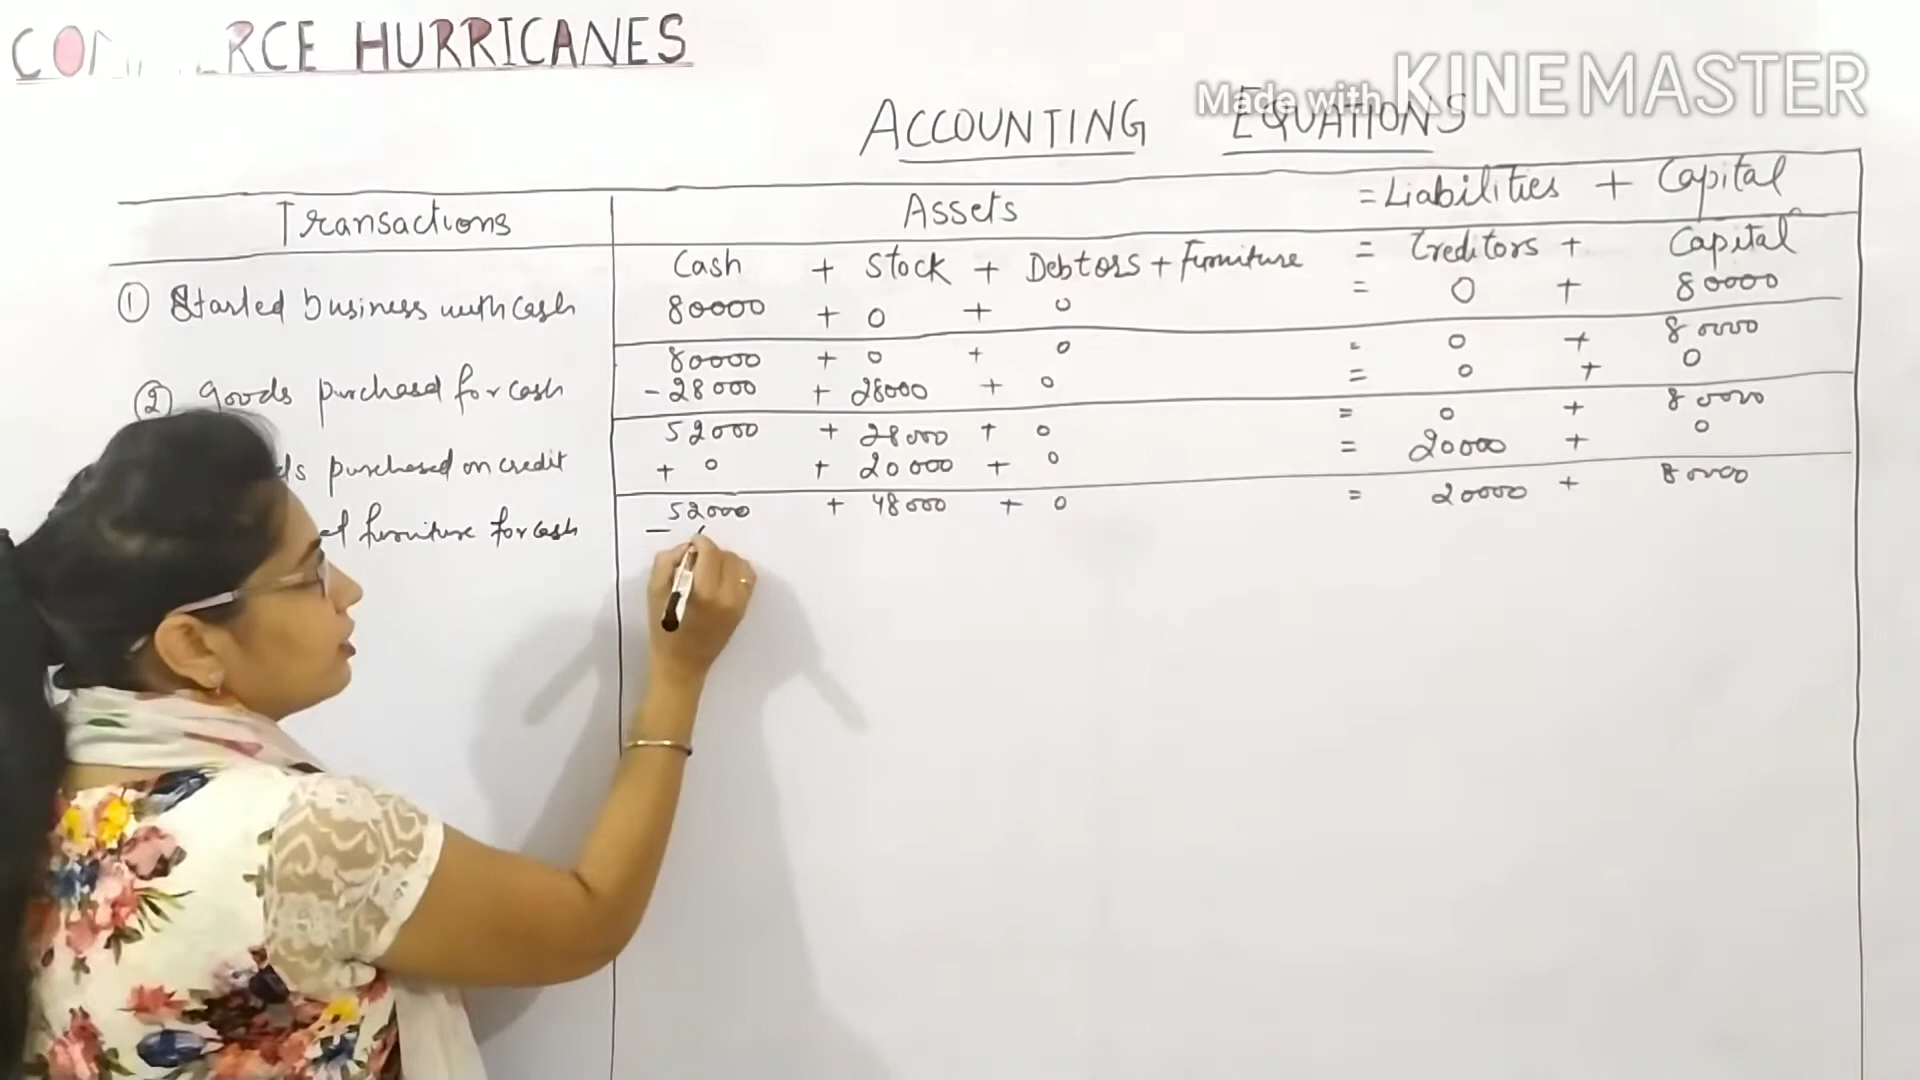 RCE HURRICANES
Made with KINEMASTER
ACCOUNTING EQUATIONS
Transactions Assets = Liabilities + Capital
Cash + Stock + Debtors + Furniture = Creditors + Capital
① Started business with cash 80000 + 0 + 0 = 0 + 80000
80000 + 0 + 0 = 0 + 80000
② Goods purchased for cash - 28000 + 28000 + 0 = 0 + 0
52000 + 28000 + 0 = 0 + 80000
purchased on credit + 0 + 20000 + 0 = 20000 + 0
52000 + 48000 + 0 = 20000 + 80000
furniture for cash -